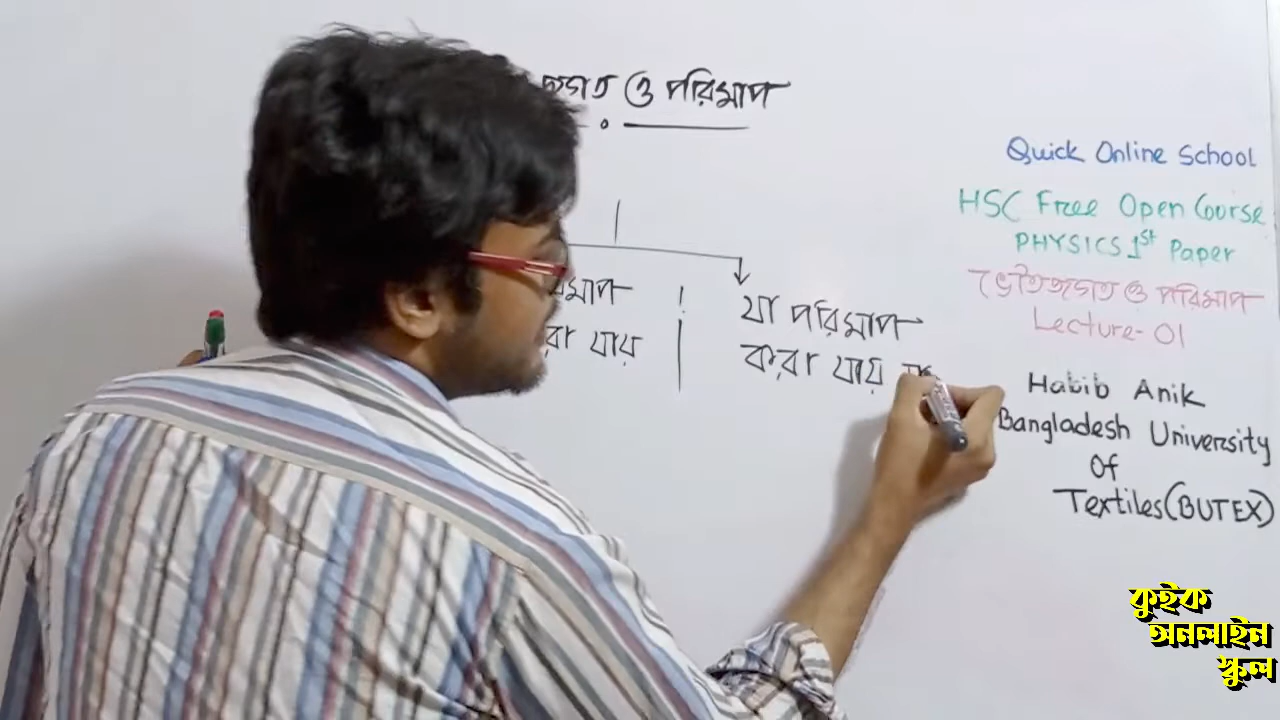 জগত ও পরিমাপ
যা পরিমাপ
করা যায়
যায়
Quick Online School
HSC Free Open Course
PHYSICS 1st Paper
ভৌতজগত ও পরিমাপ
Lecture-01
Habib Anik
Bangladesh University
Of
Textiles(BUTEX)
কুইক
অনলাইন
স্কুল